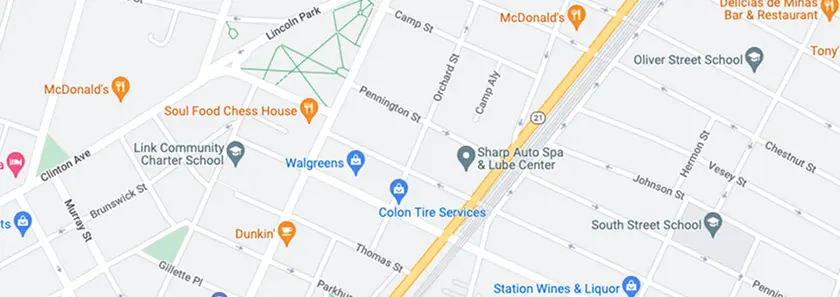 Delicias de Minas
Bar & Restaurant
McDonald's
Camp St
Lincoln Park
Tony'
Oliver Street School
Orchard St
Camp Aly
McDonald's
Pennington St
Soul Food Chess House
21
Hermon St
Chestnut St
Link Community
Charter School
Walgreens
Sharp Auto Spa
& Lube Center
Clinton Ave
Vesey St
Johnson St
Brunswick St
Colon Tire Services
Murray St
ts
South Street School
Dunkin'
Thomas St
Gillette Pl
Station Wines & Liquor